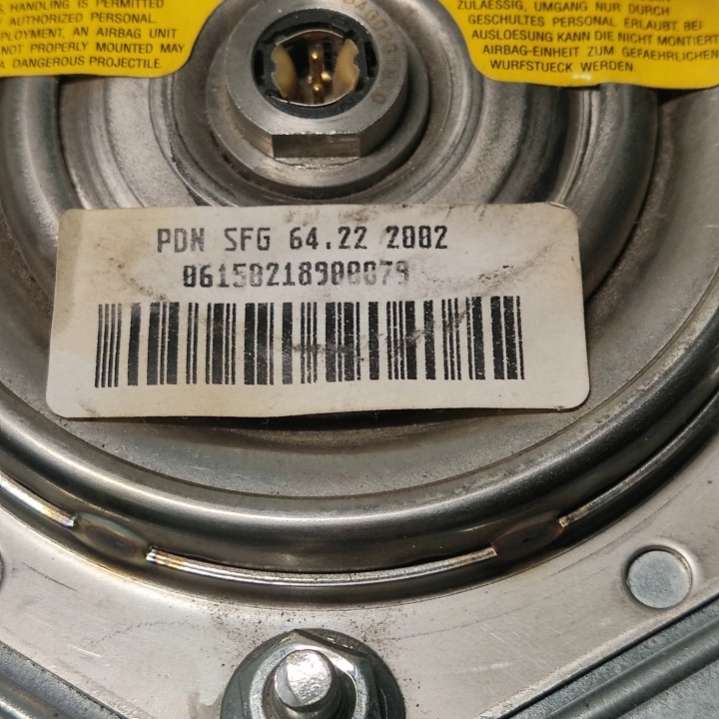 HANDLING IS PERMITTED
AUTHORIZED PERSONAL.
PLOYMENT, AN AIRBAG UNIT
NOT PROPERLY MOUNTED MAY
A DANGEROUS PROJECTILE.
ZULAESSIG, UMGANG NUR DURCH
GESCHULTES PERSONAL ERLAUBT, BEI
AUSLOESUNG KANN DIE NICHT MONTIERT
AIRBAG-EINHEIT ZUM GEFAEHRLICHEN
WURFSTUECK WERDEN.
PDN SFG 64.22 2002
06150218900079